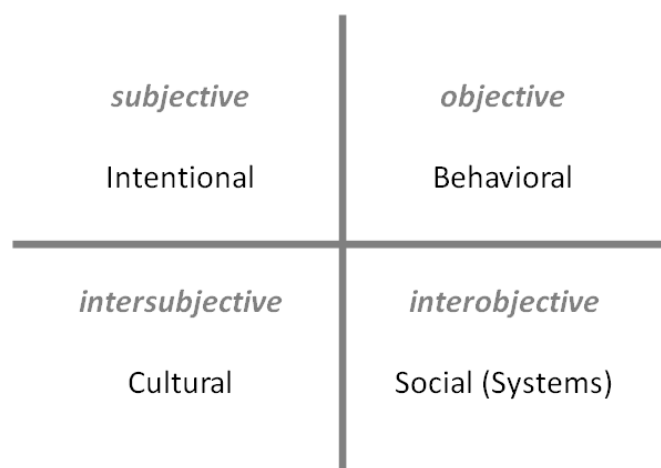 subjective
Intentional
objective
Behavioral
intersubjective
Cultural
interobjective
Social (Systems)